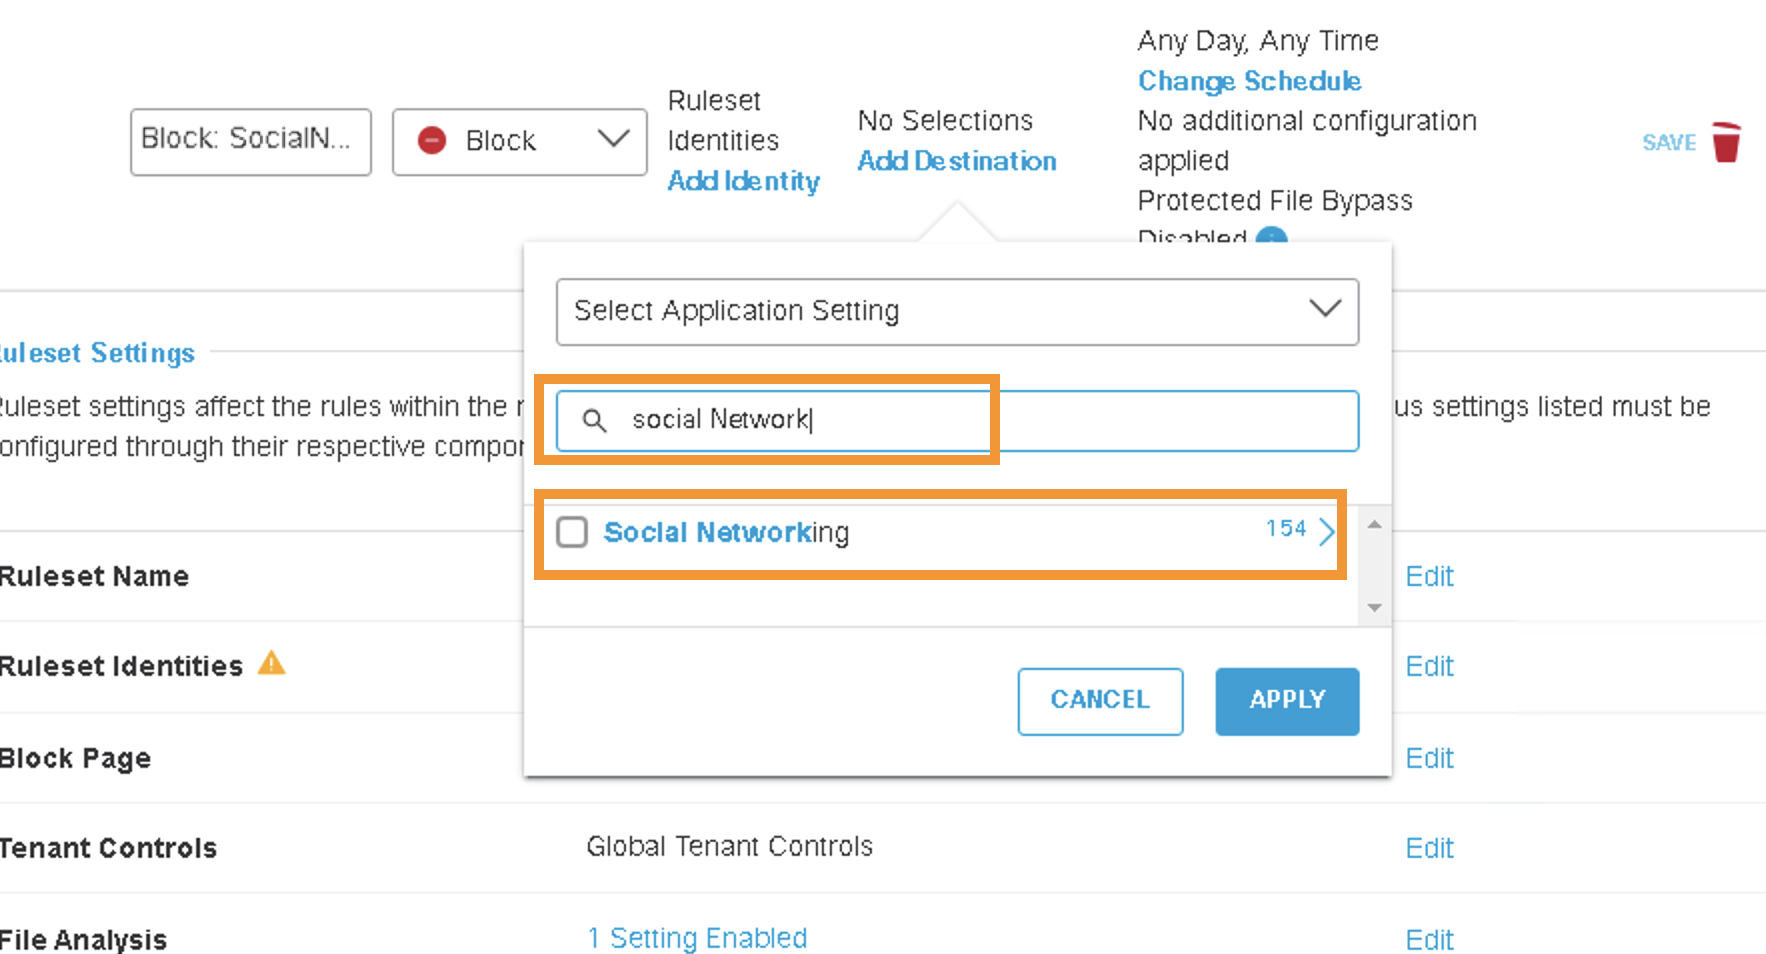 Any Day, Any Time
Change Schedule
No additional configuration
applied
Protected File Bypass
Disabled
Block: SocialN...
Block
Ruleset
Identities
Add Identity
No Selections
Add Destination
SAVE
Select Application Setting
social Network
Social Networking 154
CANCEL
APPLY
uleset Settings
uleset settings affect the rules within the
us settings listed must be
onfigured through their respective compo
Ruleset Name Edit
Ruleset Identities Edit
Block Page Edit
Tenant Controls Global Tenant Controls Edit
File Analysis 1 Setting Enabled Edit